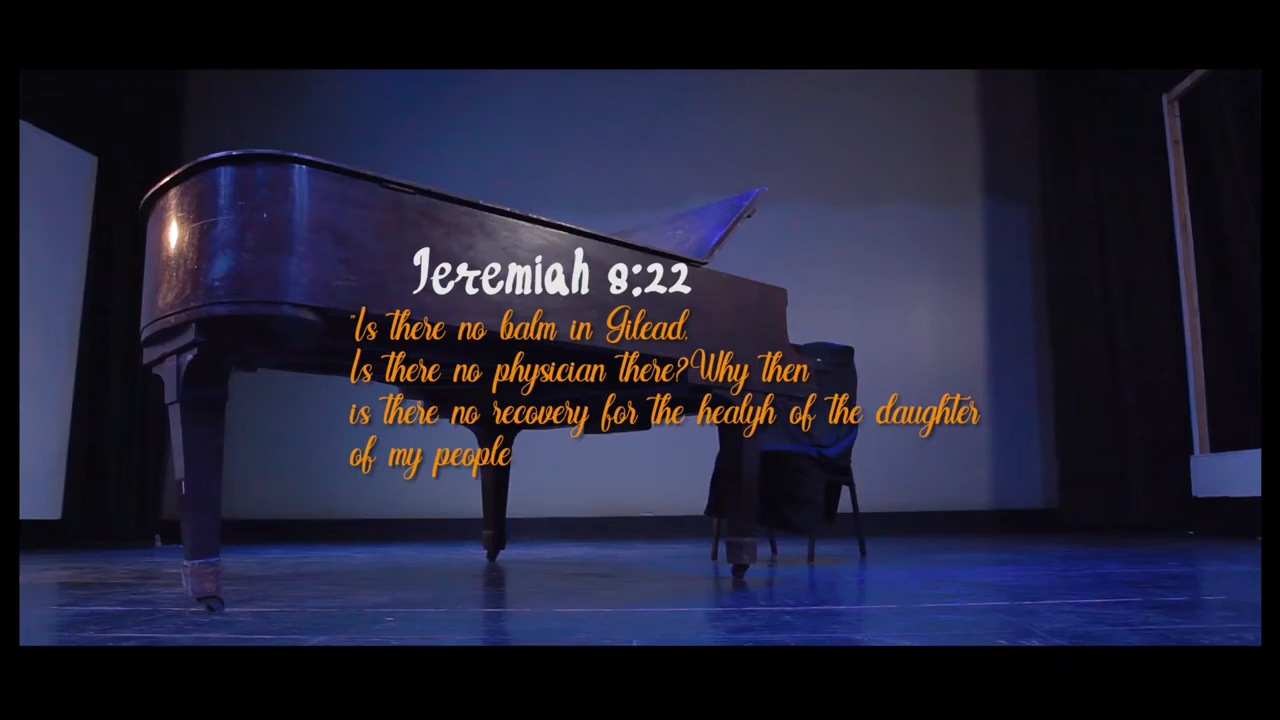 Jeremiah 8:22
"Is there no balm in Gilead,
Is there no physician there? Why then
is there no recovery for the healyh of the daughter
of my people